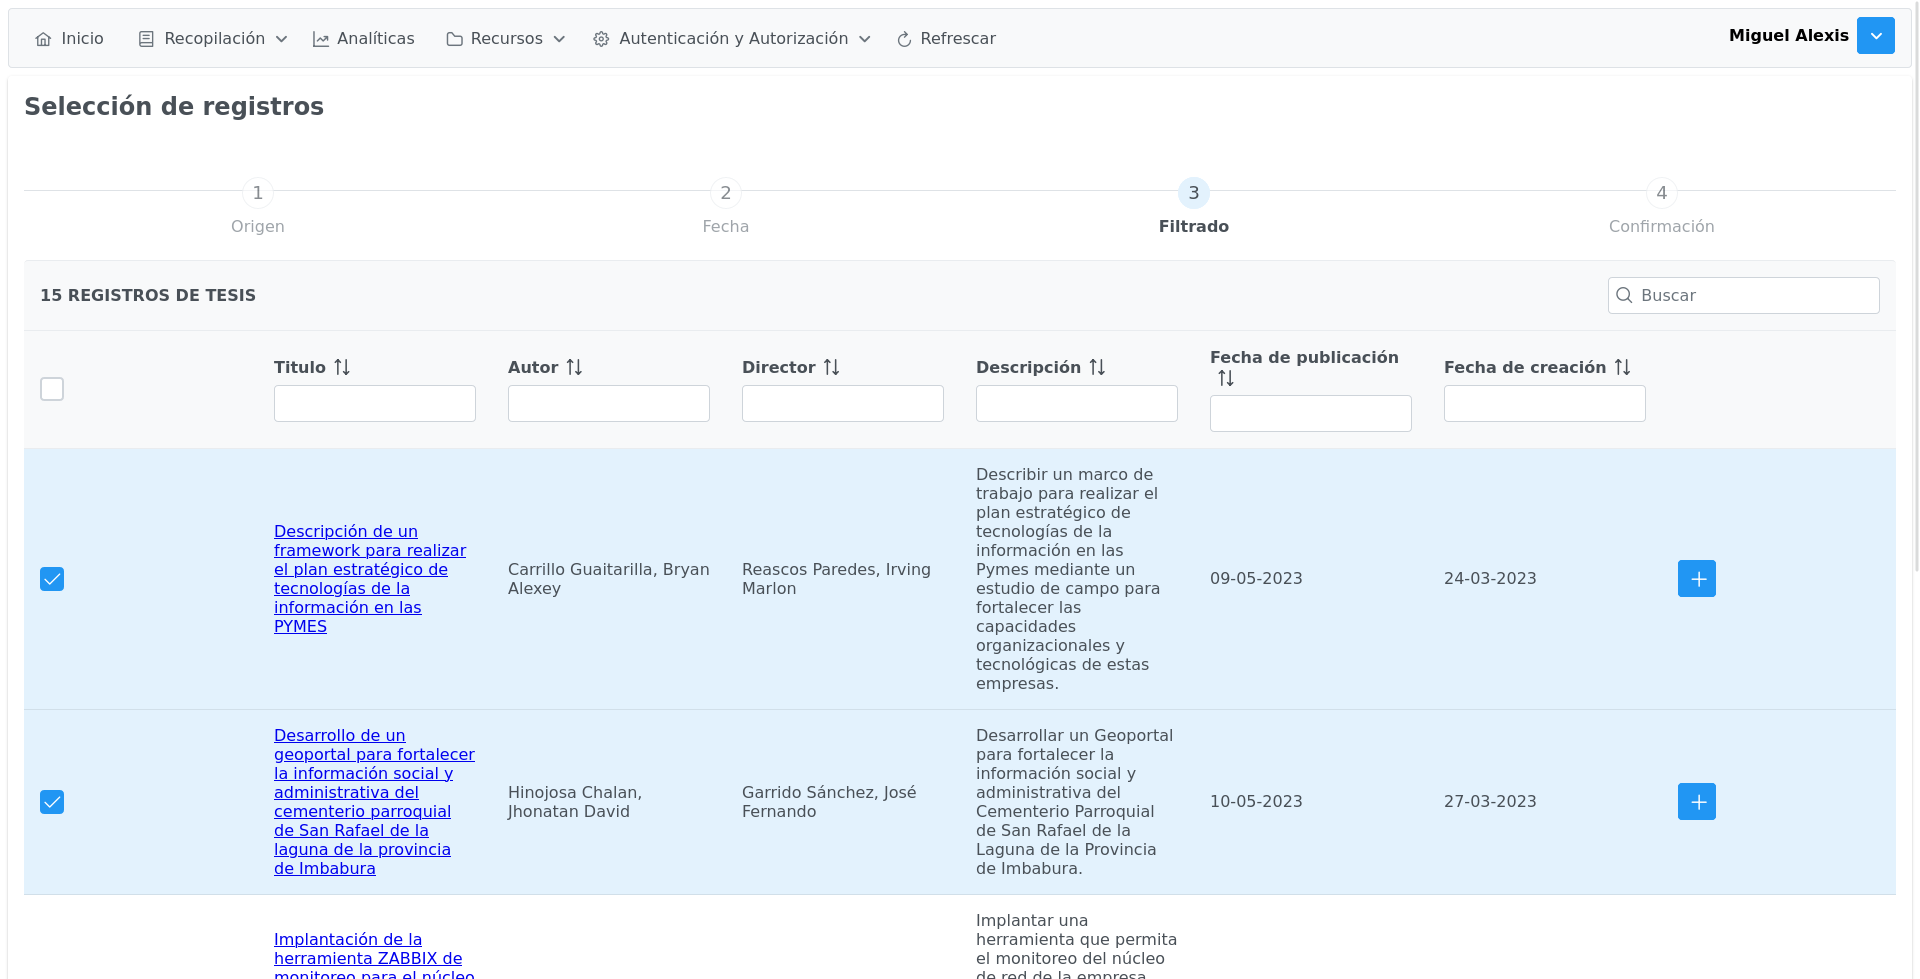 Inicio Recopilación Analíticas Recursos Autenticación y Autorización Refrescar Miguel Alexis
Selección de registros
1 2 3 4
Origen Fecha Filtrado Confirmación
15 REGISTROS DE TESIS Buscar
Titulo Autor Director Descripción Fecha de publicación Fecha de creación
Descripción de un
framework para realizar
el plan estratégico de
tecnologías de la
información en las
PYMES
Carrillo Guaitarilla, Bryan
Alexey
Reascos Paredes, Irving
Marlon
Describir un marco de
trabajo para realizar el
plan estratégico de
tecnologías de la
información en las
Pymes mediante un
estudio de campo para
fortalecer las
capacidades
organizacionales y
tecnológicas de estas
empresas.
09-05-2023
24-03-2023
Desarrollo de un
geoportal para fortalecer
la información social y
administrativa del
cementerio parroquial
de San Rafael de la
laguna de la provincia
de Imbabura
Hinojosa Chalan,
Jhonatan David
Garrido Sánchez, José
Fernando
Desarrollar un Geoportal
para fortalecer la
información social y
administrativa del
Cementerio Parroquial
de San Rafael de la
Laguna de la Provincia
de Imbabura.
10-05-2023
27-03-2023
Implantación de la
herramienta ZABBIX de
monitoreo para el núcleo
Implantar una
herramienta que permita
el monitoreo del núcleo
de red de la empresa